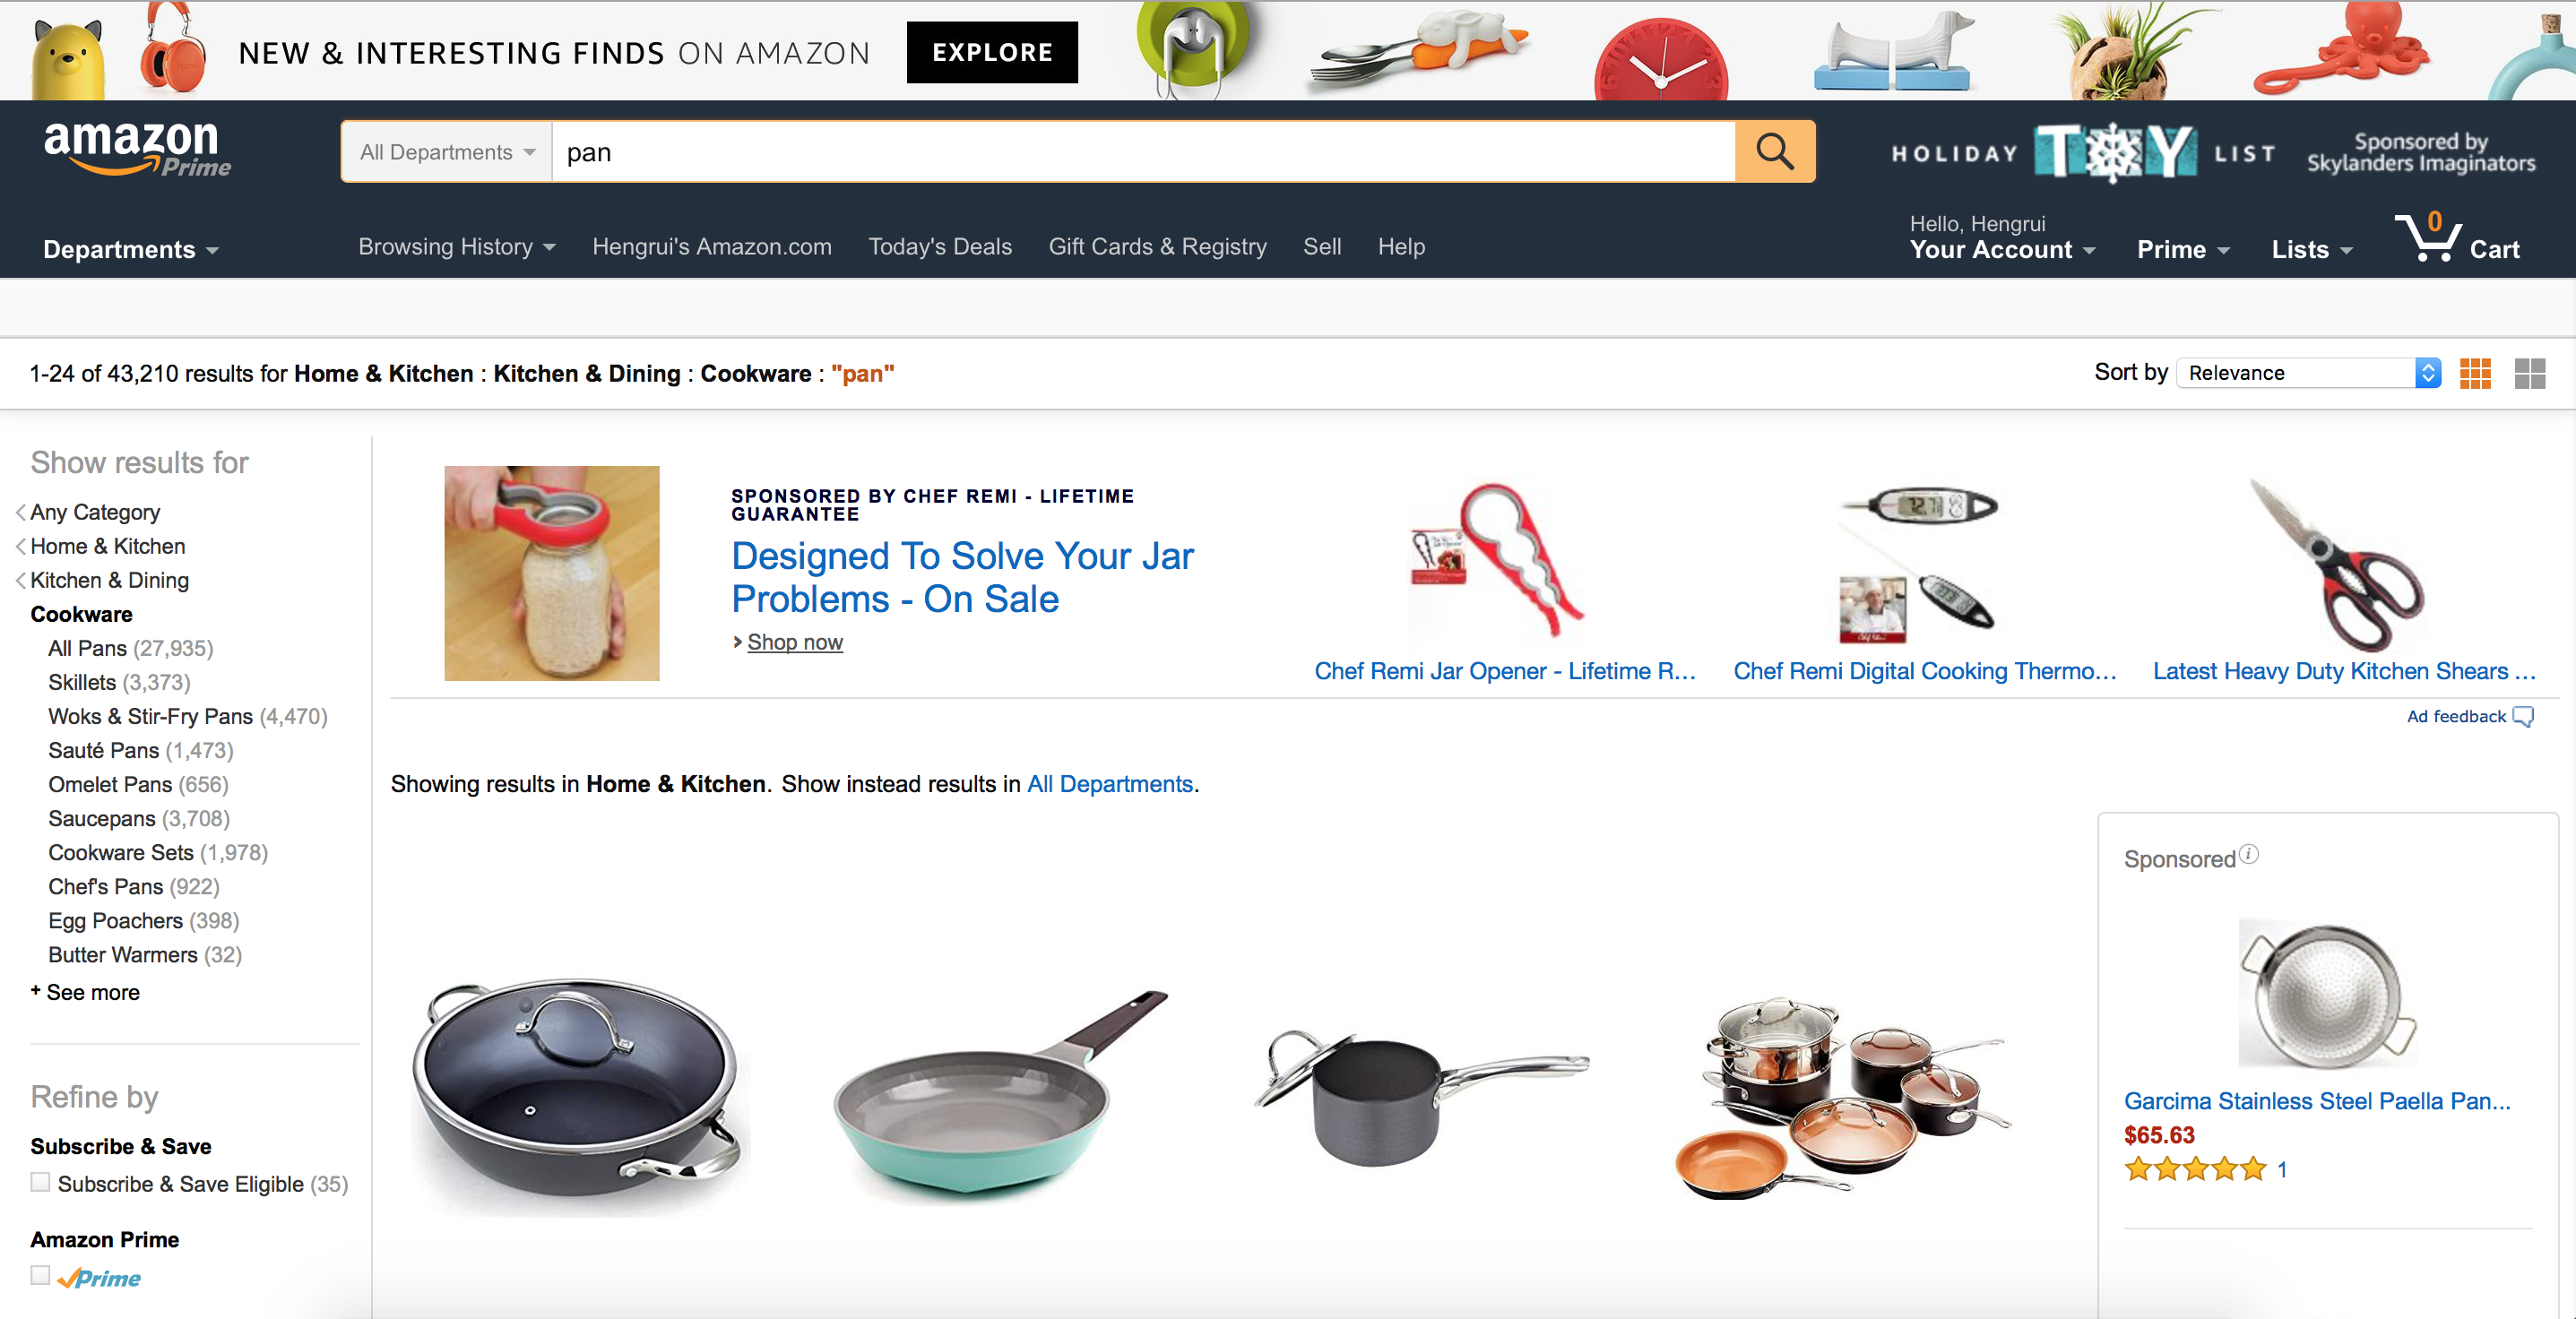 NEW & INTERESTING FINDS ON AMAZON
EXPLORE
amazon
Prime
All Departments
pan
HOLIDAY TOY LIST
Sponsored by
Skylanders Imaginators
Departments
Browsing History
Hengrui's Amazon.com
Today's Deals
Gift Cards & Registry
Sell
Help
Hello, Hengrui
Your Account
Prime
Lists
0
Cart
1-24 of 43,210 results for Home & Kitchen : Kitchen & Dining : Cookware : "pan"
Sort by
Relevance
Show results for
Any Category
Home & Kitchen
Kitchen & Dining
Cookware
All Pans (27,935)
Skillets (3,373)
Woks & Stir-Fry Pans (4,470)
Sauté Pans (1,473)
Omelet Pans (656)
Saucepans (3,708)
Cookware Sets (1,978)
Chef's Pans (922)
Egg Poachers (398)
Butter Warmers (32)
+ See more
Refine by
Subscribe & Save
Subscribe & Save Eligible (35)
Amazon Prime
Prime
SPONSORED BY CHEF REMI - LIFETIME
GUARANTEE
Designed To Solve Your Jar
Problems - On Sale
Shop now
Chef Remi Jar Opener - Lifetime R...
Chef Remi Digital Cooking Thermo...
Latest Heavy Duty Kitchen Shears ...
Ad feedback
Showing results in Home & Kitchen. Show instead results in All Departments.
Sponsored
Garcima Stainless Steel Paella Pan...
$65.63
1